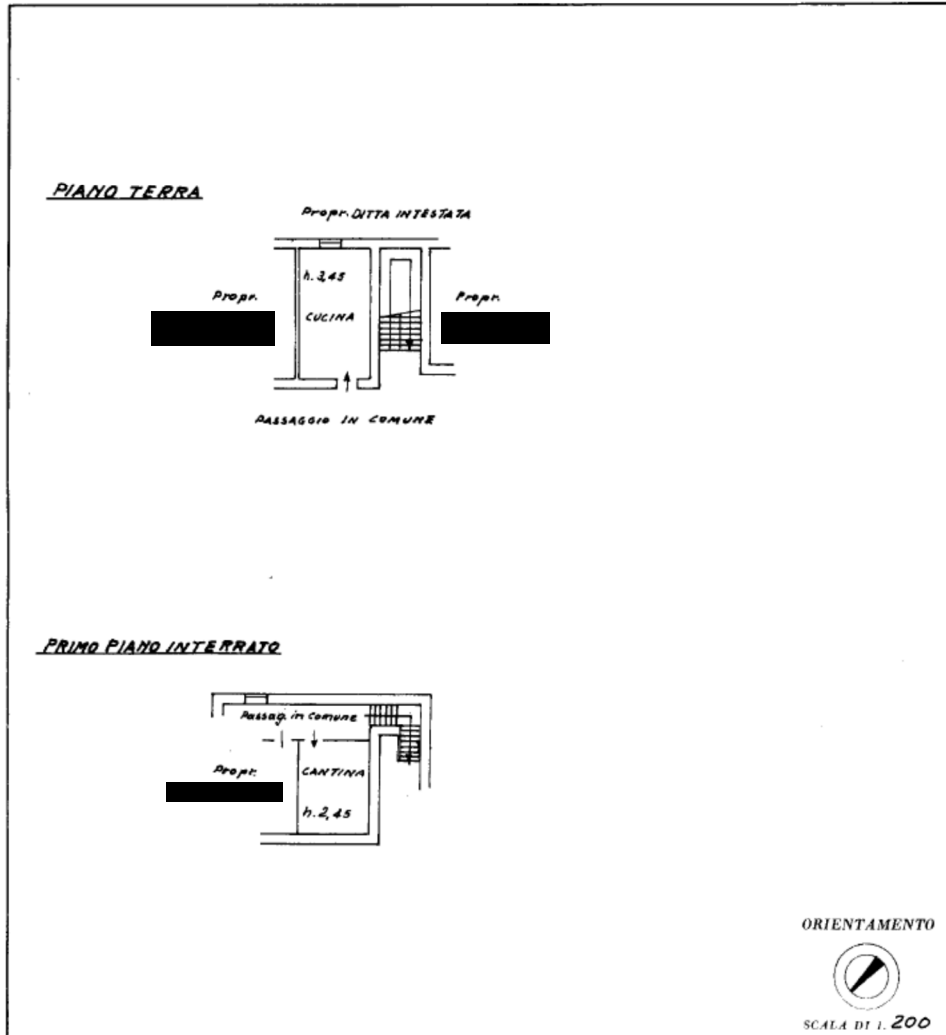 PIANO TERRA
Propr. DITTA INTESTATA
h. 3,45
Propr.
Propr.
CUCINA
PASSAGGIO IN COMUNE
PRIMO PIANO INTERRATO
Passag. in Comune
Propr.
CANTINA
h. 2,45
ORIENTAMENTO
SCALA DI 1. 200